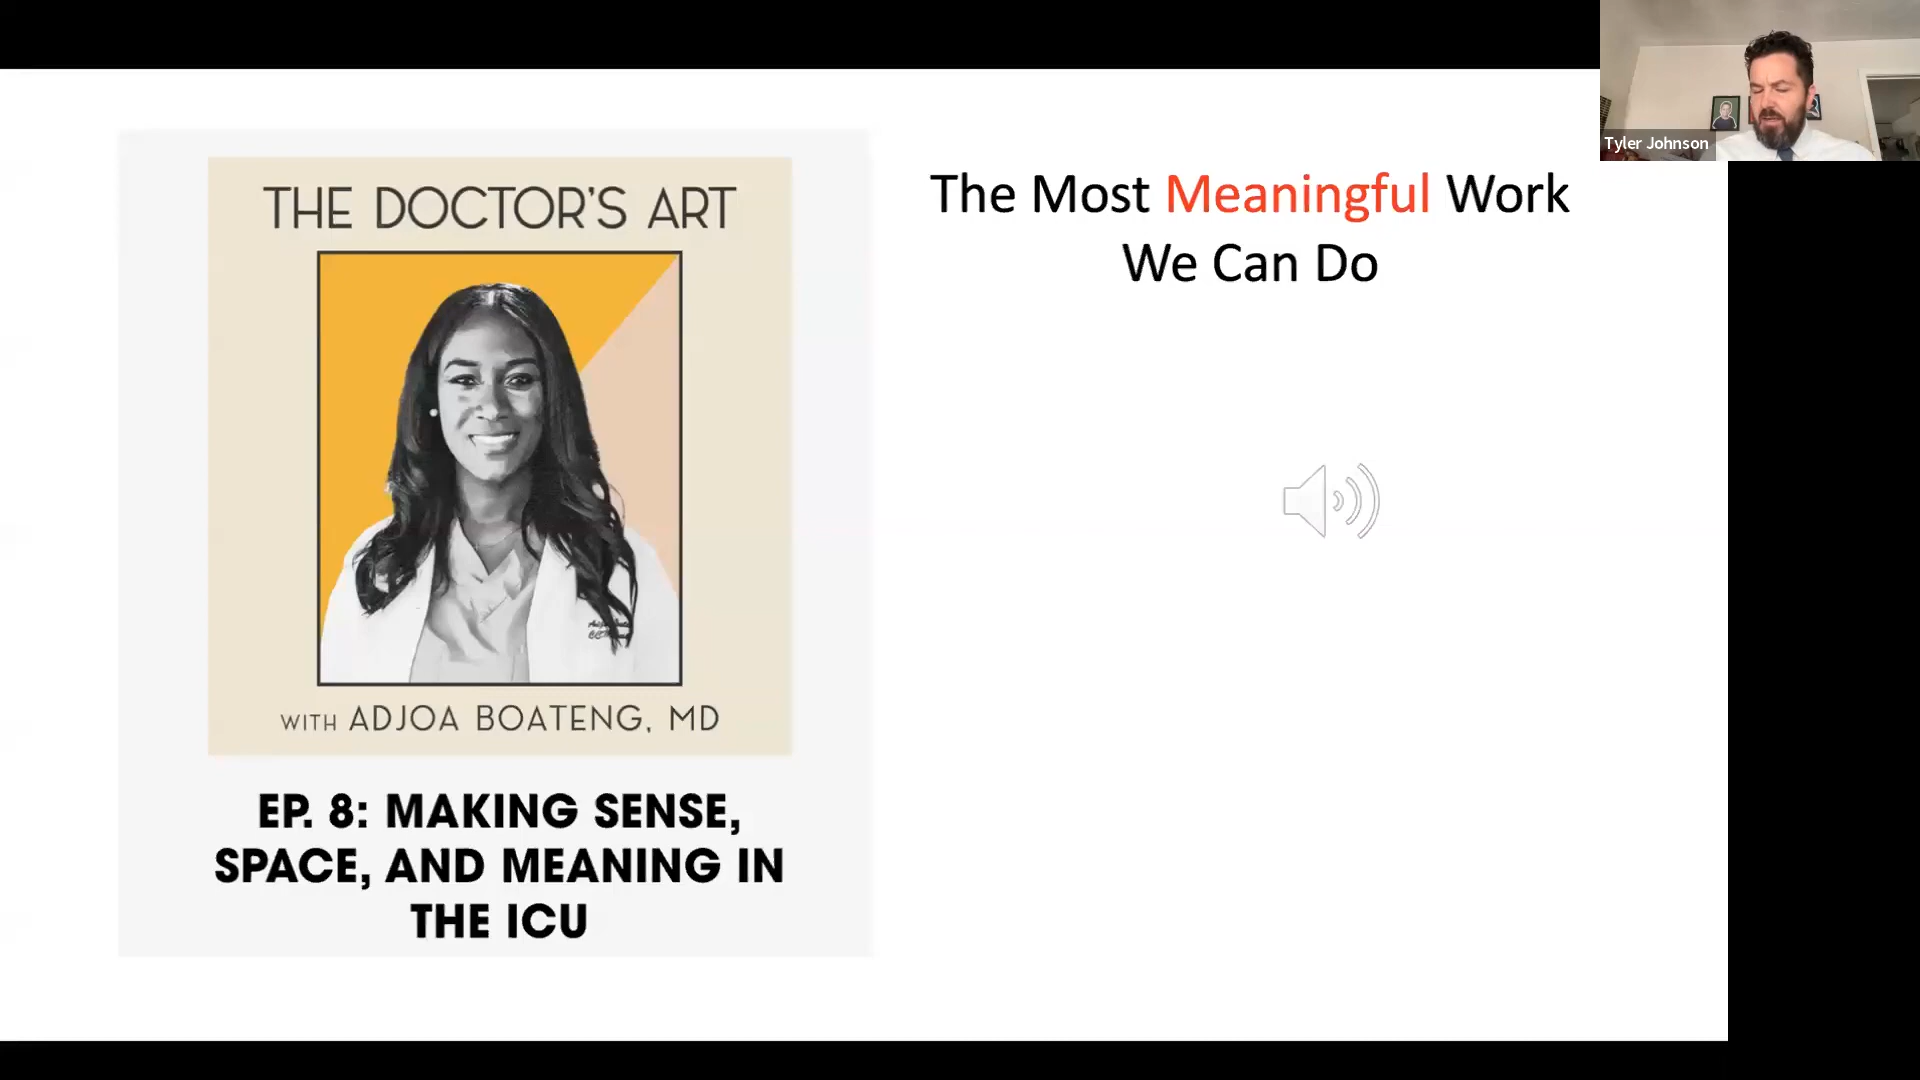 THE DOCTOR'S ART
WITH ADJOA BOATENG, MD
EP. 8: MAKING SENSE,
SPACE, AND MEANING IN
THE ICU
The Most Meaningful Work
We Can Do
Tyler Johnson